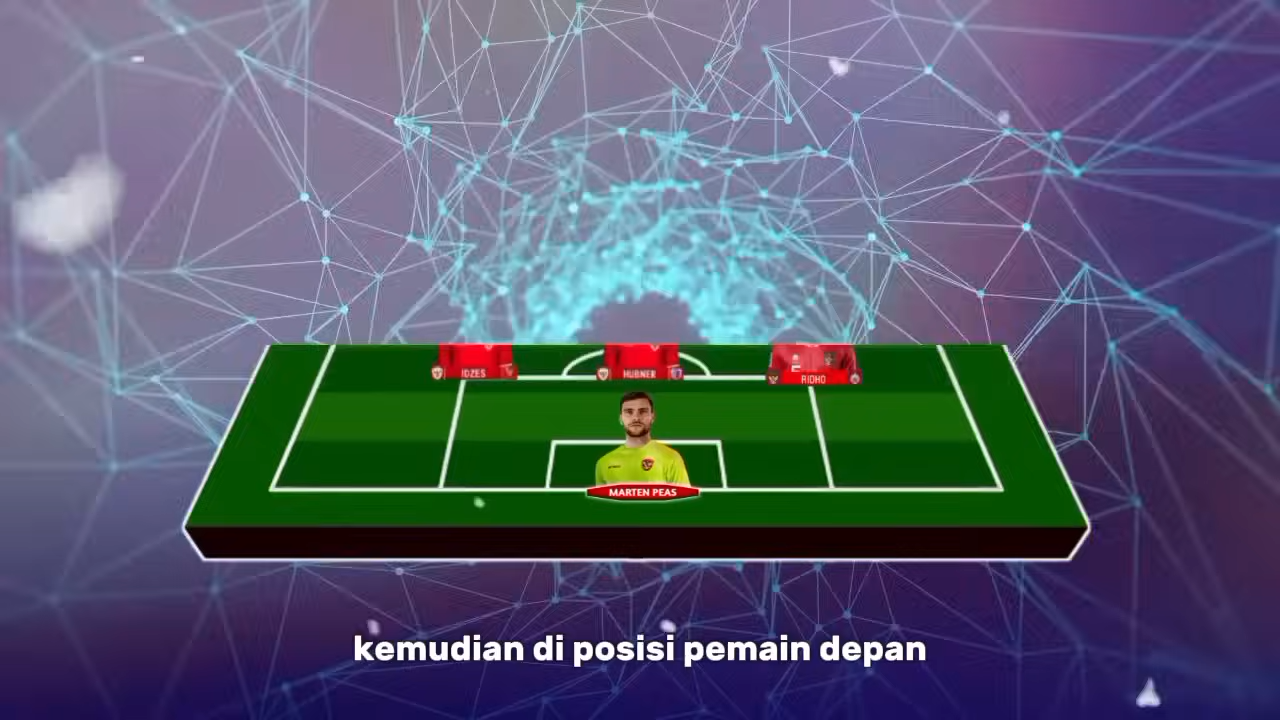 IDZES
HUBNER
RIDHO
MARTEN PEAS
kemudian di posisi pemain depan